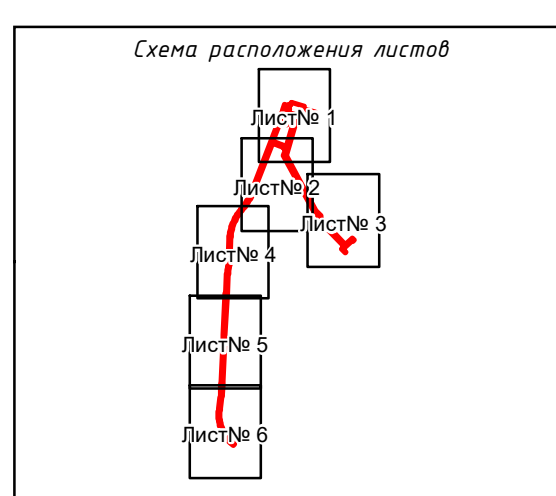 Схема расположения листов
Лист№ 1
Лист№ 2
Лист№ 3
Лист№ 4
Лист№ 5
Лист№ 6